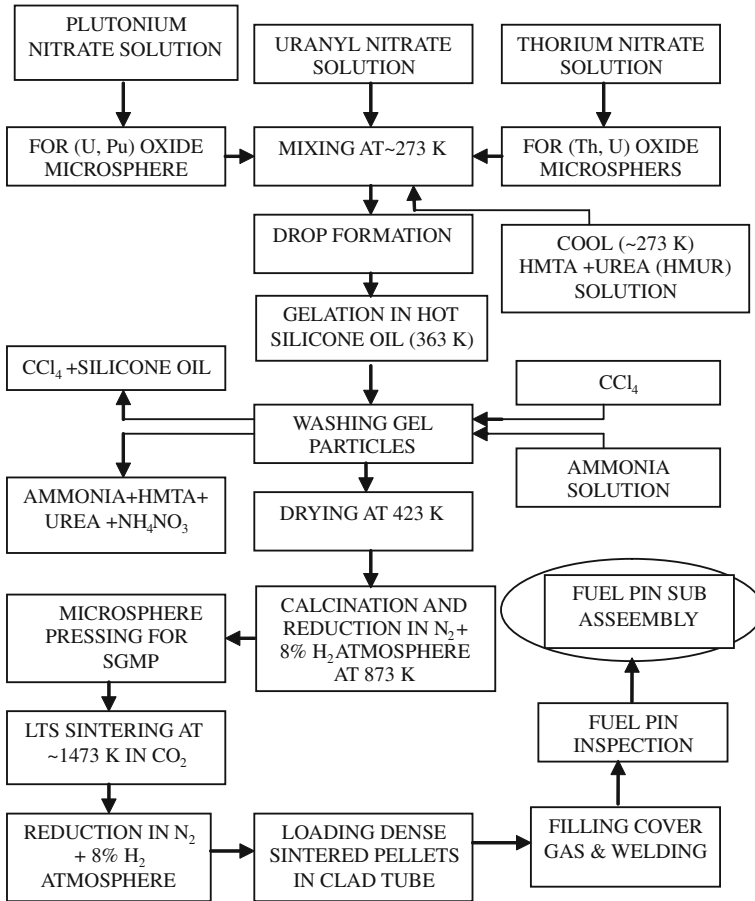 PLUTONIUM
NITRATE SOLUTION
URANYL NITRATE
SOLUTION
THORIUM NITRATE
SOLUTION
FOR (U, Pu) OXIDE
MICROSPHERE
MIXING AT~273 K
FOR (Th, U) OXIDE
MICROSPHERS
DROP FORMATION
COOL (~273 K)
HMTA +UREA (HMUR)
SOLUTION
GELATION IN HOT
SILICONE OIL (363 K)
CCl₄ +SILICONE OIL
CCl₄
WASHING GEL
PARTICLES
AMMONIA+HMTA+
UREA +NH₄NO₃
AMMONIA
SOLUTION
DRYING AT 423 K
FUEL PIN SUB
ASSEEMBLY
MICROSPHERE
PRESSING FOR
SGMP
CALCINATION AND
REDUCTION IN N₂+
8% H₂ ATMOSPHERE
AT 873 K
LTS SINTERING AT
~1473 K IN CO₂
FUEL PIN
INSPECTION
REDUCTION IN N₂
+ 8% H₂
ATMOSPHERE
LOADING DENSE
SINTERED PELLETS
IN CLAD TUBE
FILLING COVER
GAS & WELDING